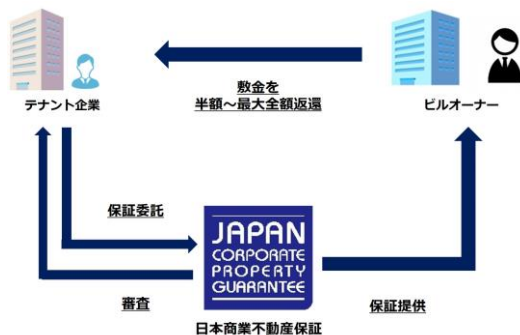 敷金を
半額～最大全額返還
テナント企業
ビルオーナー
保証委託
JAPAN
CORPORATE
PROPERTY
GUARANTEE
審査
保証提供
日本商業不動産保証